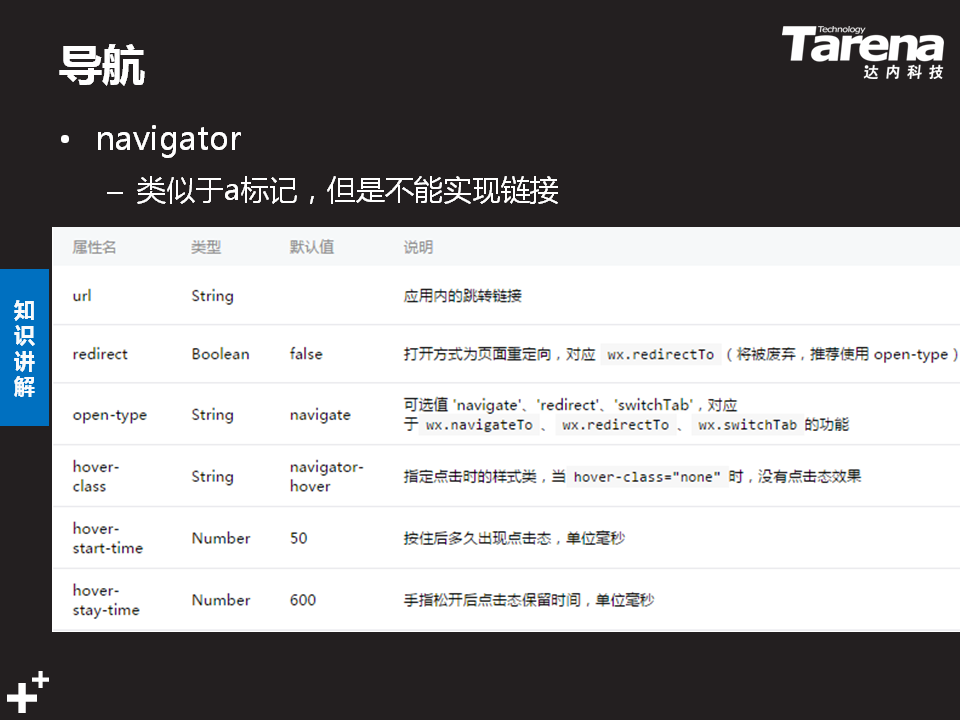 导航
Technology
Tarena
达内科技
• navigator
– 类似于a标记，但是不能实现链接
知识讲解
属性名 类型 默认值 说明
url String 应用内的跳转链接
redirect Boolean false 打开方式为页面重定向，对应 wx.redirectTo （将被废弃，推荐使用 open-type）
open-type String navigate 可选值 'navigate'、'redirect'、'switchTab'，对应
于 wx.navigateTo 、 wx.redirectTo 、 wx.switchTab 的功能
hover-
class String navigator-
hover 指定点击时的样式类，当 hover-class="none" 时，没有点击态效果
hover-
start-time Number 50 按住后多久出现点击态，单位毫秒
hover-
stay-time Number 600 手指松开后点击态保留时间，单位毫秒